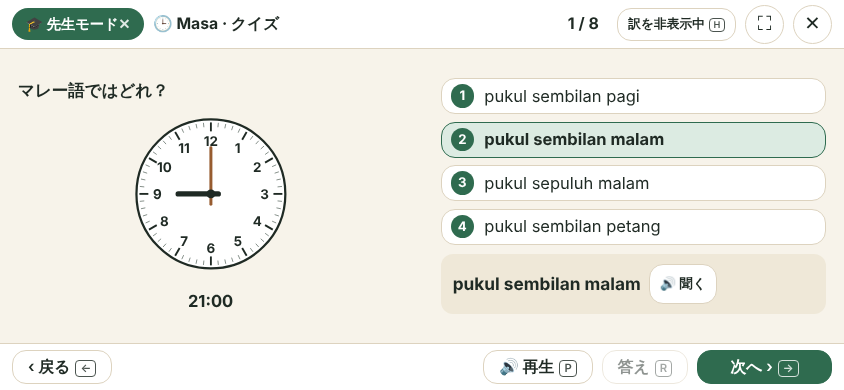 🎓 先生モード✕
🕒 Masa · クイズ
1 / 8
訳を非表示中 H
✕
マレー語ではどれ？
12
1
2
3
4
5
6
7
8
9
10
11
21:00
1 pukul sembilan pagi
2 pukul sembilan malam
3 pukul sepuluh malam
4 pukul sembilan petang
pukul sembilan malam 🔊 聞く
‹ 戻る ←
🔊 再生 P
答え R
次へ › →